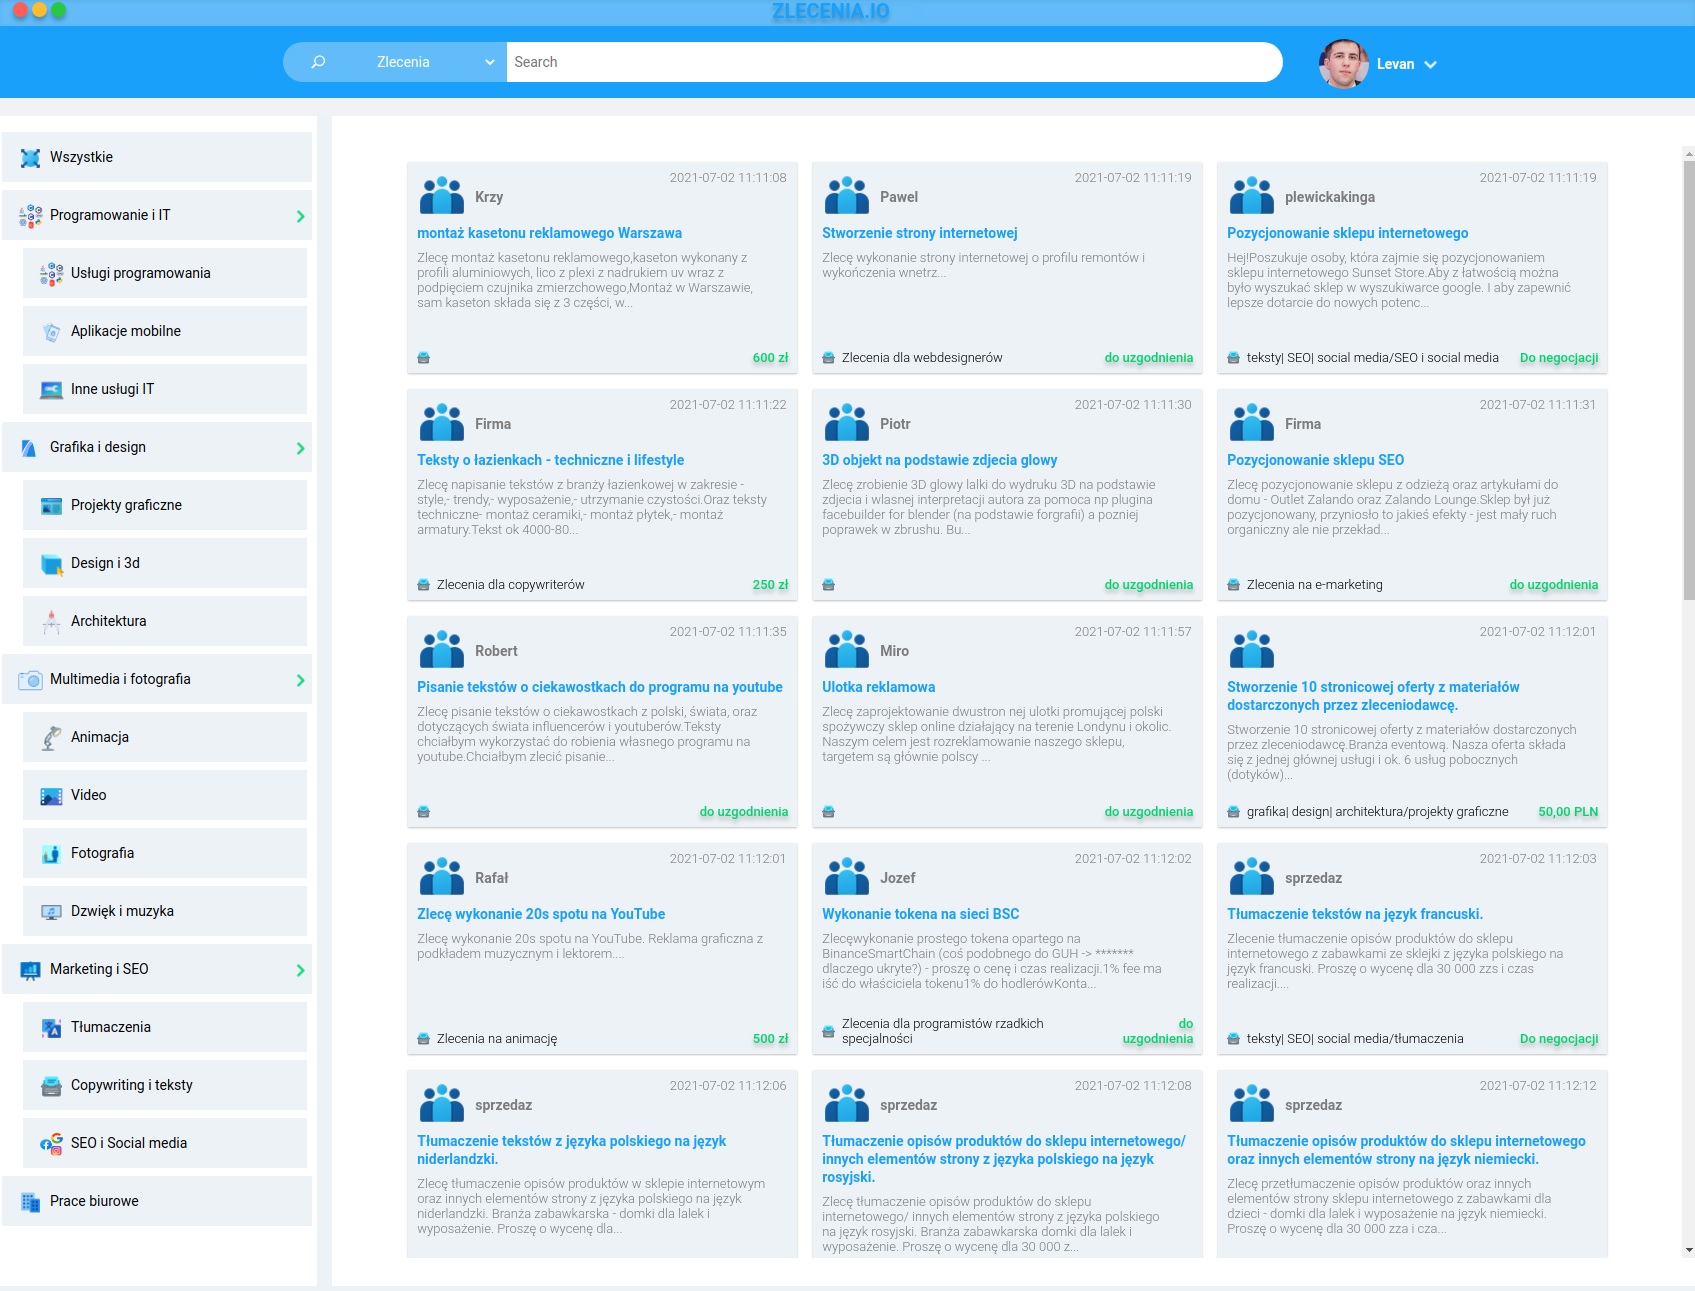 ZLECENIA.IO
Zlecenia
Search
Levan
Wszystkie
Programowanie i IT
Usługi programowania
Aplikacje mobilne
Inne usługi IT
Grafika i design
Projekty graficzne
Design i 3d
Architektura
Multimedia i fotografia
Animacja
Video
Fotografia
Dzwięk i muzyka
Marketing i SEO
Tłumaczenia
Copywriting i teksty
SEO i Social media
Prace biurowe
2021-07-02 11:11:08
Krzy
montaż kasetonu reklamowego Warszawa
Zlecę montaż kasetonu reklamowego,kaseton wykonany z
profili aluminiowych, lico z plexi z nadrukiem uv wraz z
podpięciem czujnika zmierzchowego,Montaż w Warszawie,
sam kaseton składa się z 3 części, w...
600 zł
2021-07-02 11:11:19
Pawel
Stworzenie strony internetowej
Zlecę wykonanie strony internetowej o profilu remontów i
wykończenia wnetrz...
Zlecenia dla webdesignerów
do uzgodnienia
2021-07-02 11:11:19
plewickakinga
Pozycjonowanie sklepu internetowego
Hej!Poszukuje osoby, która zajmie się pozycjonowaniem
sklepu internetowego Sunset Store.Aby z łatwością można
było wyszukać sklep w wyszukiwarce google. I aby zapewnić
lepsze dotarcie do nowych potenc...
teksty| SEO| social media/SEO i social media
Do negocjacji
2021-07-02 11:11:22
Firma
Teksty o łazienkach - techniczne i lifestyle
Zlecę napisanie tekstów z branży łazienkowej w zakresie -
style,- trendy,- wyposażenie,- utrzymanie czystości.Oraz teksty
techniczne- montaż ceramiki,- montaż płytek,- montaż
armatury.Tekst ok 4000-80...
Zlecenia dla copywriterów
250 zł
2021-07-02 11:11:30
Piotr
3D objekt na podstawie zdjecia glowy
Zlecę zrobienie 3D glowy lalki do wydruku 3D na podstawie
zdjecia i wlasnej interpretacji autora za pomoca np plugina
facebuilder for blender (na podstawie forgrafii) a pozniej
poprawek w zbrushu. Bu...
do uzgodnienia
2021-07-02 11:11:31
Firma
Pozycjonowanie sklepu SEO
Zlecę pozycjonowanie sklepu z odzieżą oraz artykułami do
domu - Outlet Zalando oraz Zalando Lounge.Sklep był już
pozycjonowany, przyniosło to jakieś efekty - jest mały ruch
organiczny ale nie przekład...
Zlecenia na e-marketing
do uzgodnienia
2021-07-02 11:11:35
Robert
Pisanie tekstów o ciekawostkach do programu na youtube
Zlecę pisanie tekstów o ciekawostkach z polski, świata, oraz
dotyczących świata influencerów i youtuberów.Teksty
chciałbym wykorzystać do robienia własnego programu na
youtube.Chciałbym zlecić pisanie...
do uzgodnienia
2021-07-02 11:11:57
Miro
Ulotka reklamowa
Zlecę zaprojektowanie dwustron nej ulotki promującej polski
spożywczy sklep online działający na terenie Londynu i okolic.
Naszym celem jest rozreklamowanie naszego sklepu,
targetem są głównie polscy ...
do uzgodnienia
2021-07-02 11:12:01
Stworzenie 10 stronicowej oferty z materiałów
dostarczonych przez zleceniodawcę.
Stworzenie 10 stronicowej oferty z materiałów dostarczonych
przez zleceniodawcę.Branża eventową. Nasza oferta składa
się z jednej głównej usługi i ok. 6 usług pobocznych
(dotyków)...
grafika| design| architektura/projekty graficzne
50,00 PLN
2021-07-02 11:12:01
Rafał
Zlecę wykonanie 20s spotu na YouTube
Zlecę wykonanie 20s spotu na YouTube. Reklama graficzna z
podkładem muzycznym i lektorem....
Zlecenia na animację
500 zł
2021-07-02 11:12:02
Jozef
Wykonanie tokena na sieci BSC
Zlecęwykonanie prostego tokena opartego na
BinanceSmartChain (coś podobnego do GUH -> *******
dlaczego ukryte?) - proszę o cenę i czas realizacji.1% fee ma
iść do właściciela tokenu1% do hodlerówKonta...
Zlecenia dla programistów rzadkich
specjalności
do
uzgodnienia
2021-07-02 11:12:03
sprzedaz
Tłumaczenie tekstów na język francuski.
Zlecenie tłumaczenie opisów produktów do sklepu
internetowego z zabawkami ze sklejki z języka polskiego na
język francuski. Proszę o wycenę dla 30 000 zzs i czas
realizacji....
teksty| SEO| social media/tłumaczenia
Do negocjacji
2021-07-02 11:12:06
sprzedaz
Tłumaczenie tekstów z języka polskiego na język
niderlandzki.
Zlecę tłumaczenie opisów produktów w sklepie internetowym
oraz innych elementów strony z języka polskiego na język
niderlandzki. Branża zabawkarska - domki dla lalek i
wyposażenie. Proszę o wycenę dla...
2021-07-02 11:12:08
sprzedaz
Tłumaczenie opisów produktów do sklepu internetowego/
innych elementów strony z języka polskiego na język
rosyjski.
Zlecę tłumaczenie opisów produktów do sklepu
internetowego/ innych elementów strony z języka polskiego
na język rosyjski. Branża zabawkarska domki dla lalek i
wyposażenie. Proszę o wycenę dla 30 000 z...
2021-07-02 11:12:12
sprzedaz
Tłumaczenie opisów produktów do sklepu internetowego
oraz innych elementów strony na język niemiecki.
Zlecę przetłumaczenie opisów produktów oraz innych
elementów strony sklepu internetowego z zabawkami dla
dzieci - domki dla lalek i wyposażenie na język niemiecki.
Proszę o wycenę dla 30 000 zza i cza...